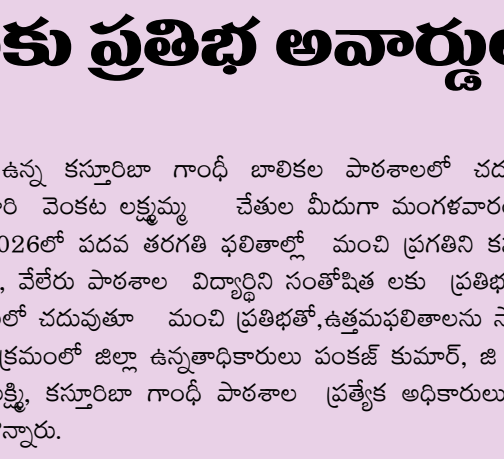 కు ప్రతిభ అవార్డుల
ఉన్న కస్తూరిబా గాంధీ బాలికల పాఠశాలలో చదు
రి వెంకట లక్ష్మమ్మ చేతుల మీదుగా మంగళవారం
2026లో పదవ తరగతి ఫలితాల్లో మంచి ప్రగతిని క
, వేలేరు పాఠశాల విద్యార్థిని సంతోషిత లకు ప్రతిభ
లో చదువుతూ మంచి ప్రతిభతో,ఉత్తమఫలితాలను
క్రమంలో జిల్లా ఉన్నతాధికారులు పంకజ్ కుమార్, జి
లక్ష్మి, కస్తూరిబా గాంధీ పాఠశాల ప్రత్యేక అధికారులు
న్నారు.